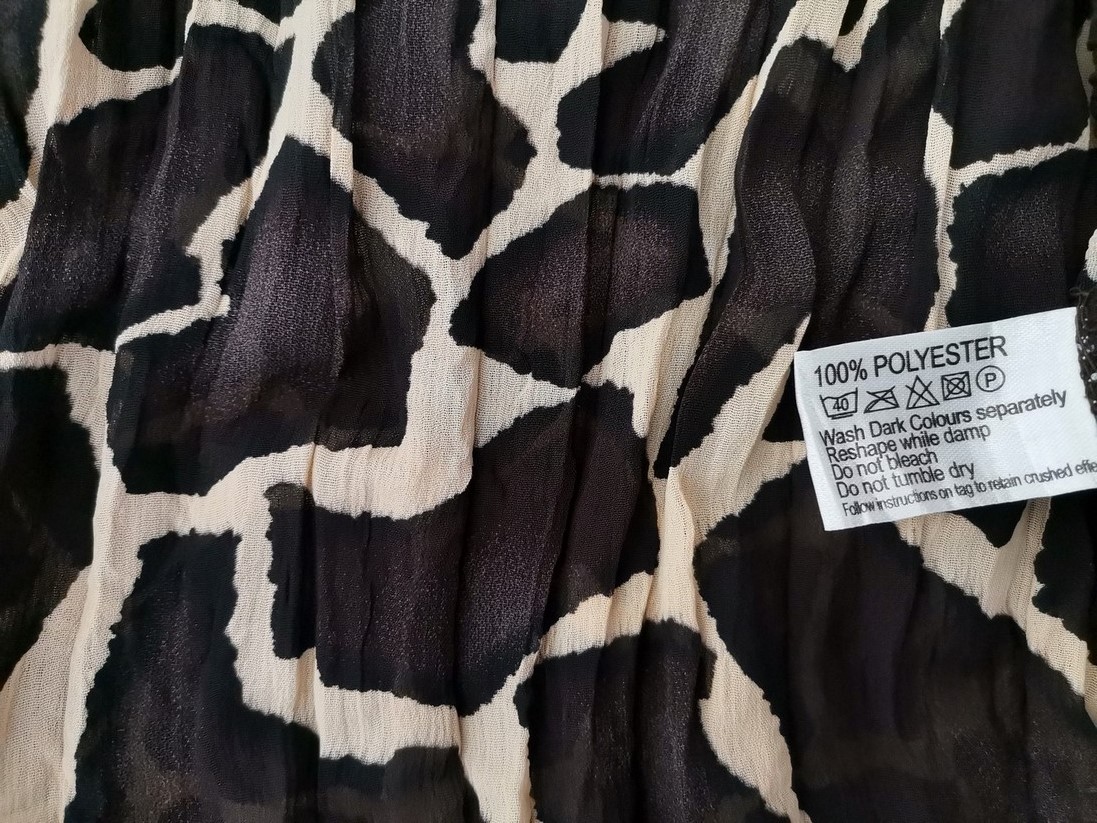 100% POLYESTER
40 P
Wash Dark Colours separately
Reshape while damp
Do not bleach
Do not tumble dry
Follow instructions on tag to retain crushed